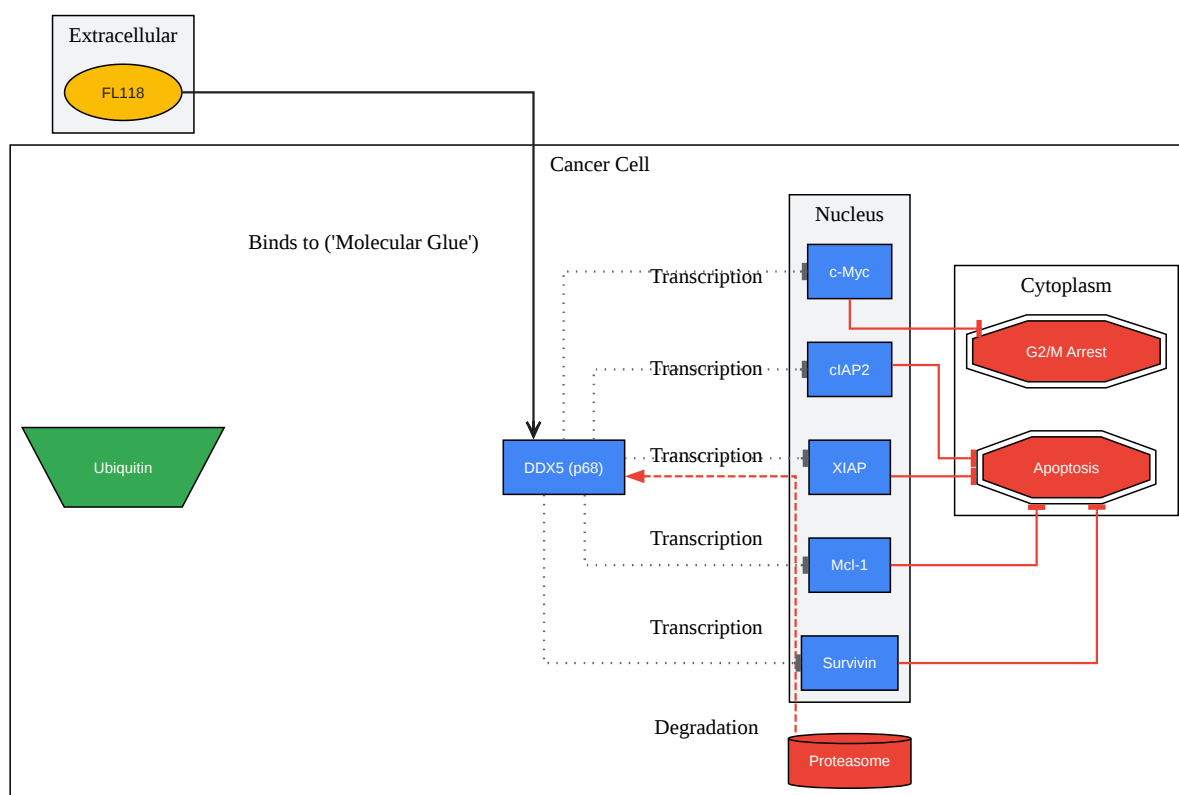 Extracellular
FL118
Cancer Cell
Nucleus
Binds to ('Molecular Glue')
Transcription
c-Myc
Cytoplasm
G2/M Arrest
Transcription
cIAP2
Transcription
Ubiquitin
DDX5 (p68)
XIAP
Apoptosis
Transcription
Mcl-1
Transcription
Survivin
Degradation
Proteasome